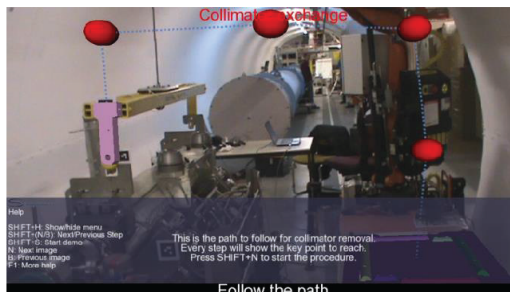 Collimator exchange
Help
SHIFT+H: Show/hide menu
SHIFT+(N/B): Next/Previous Step
SHIFT+S: Start demo
N: Next image
B: Previous image
F1: More help
This is the path to follow for collimator removal.
Every step will show the key point to reach.
Press SHIFT+N to start the procedure.
Follow the path